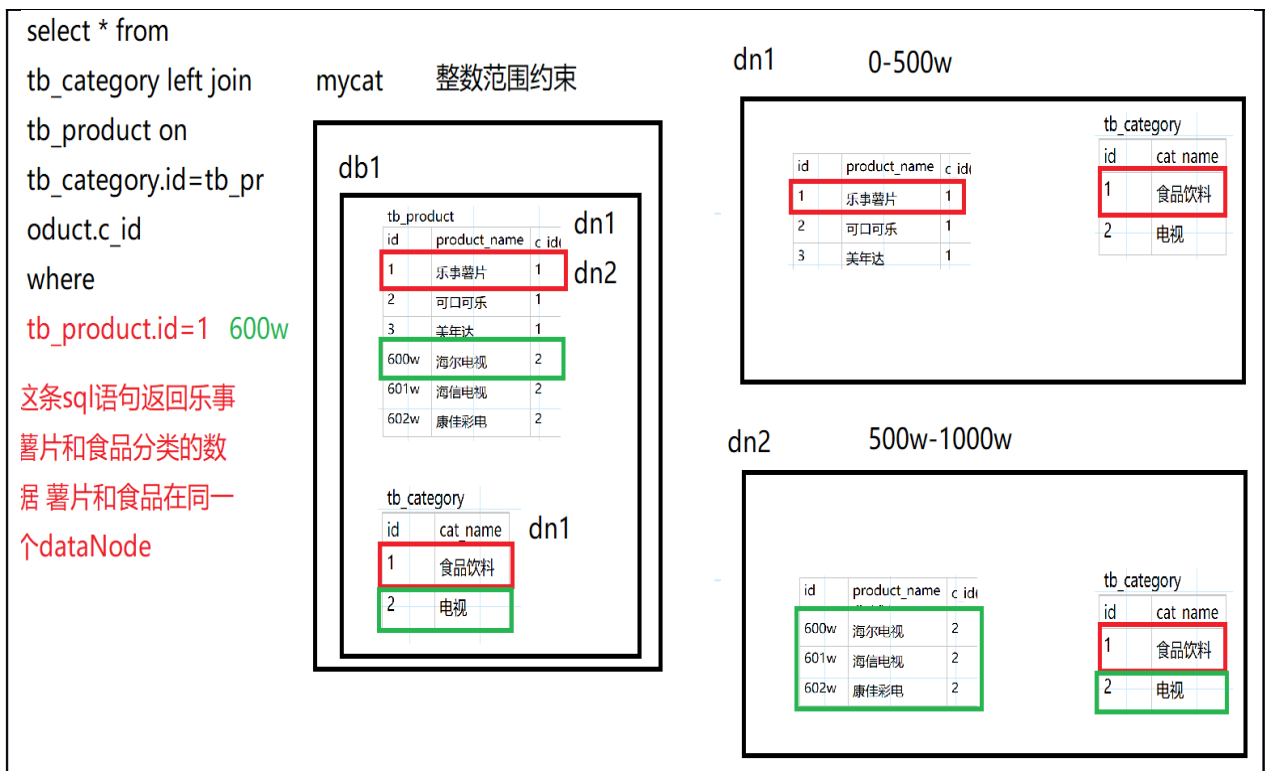 select * from
tb_category left join
tb_product on
tb_category.id=tb_pr
oduct.c_id
where
tb_product.id=1 600w
这条sql语句返回乐事
薯片和食品分类的数
据 薯片和食品在同一
个dataNode
mycat 整数范围约束
db1
tb_product
dn1
dn2
id product_name c_id(
1 乐事薯片 1
2 可口可乐 1
3 美年达 1
600w 海尔电视 2
601w 海信电视 2
602w 康佳彩电 2
tb_category
dn1
id cat_name
1 食品饮料
2 电视
dn1 0-500w
id product_name c_id(
1 乐事薯片 1
2 可口可乐 1
3 美年达 1
tb_category
id cat_name
1 食品饮料
2 电视
dn2 500w-1000w
id product_name c_id(
600w 海尔电视 2
601w 海信电视 2
602w 康佳彩电 2
tb_category
id cat_name
1 食品饮料
2 电视